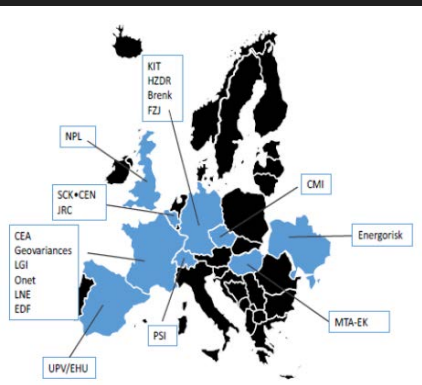 KIT
HZDR
Brenk
FZJ
NPL
CMI
SCK•CEN
JRC
CEA
Geovariances
LGI
Onet
LNE
EDF
Energorisk
PSI
MTA-EK
UPV/EHU